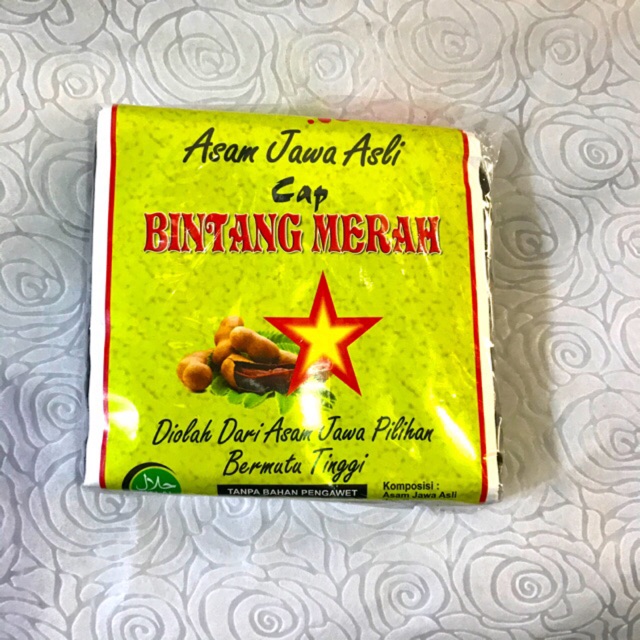 Asam Jawa Asli
Cap
BINTANG MERAH
Diolah Dari Asam Jawa Pilihan
Bermutu Tinggi
حلال
TANPA BAHAN PENGAWET
Komposisi :
Asam Jawa Asli